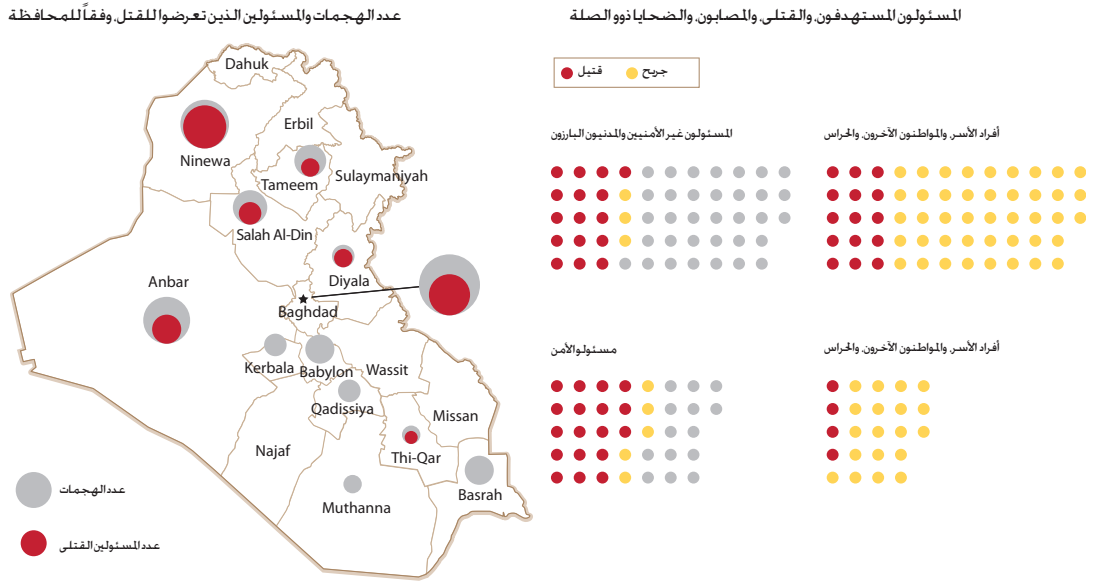 المسئولون المستهدفون، والقتلى، والمصابون، والضحايا ذوو الصلة
عدد الهجمات والمسئولين الذين تعرضوا للقتل، وفقاً للمحافظة
قتيل
جريح
أفراد الأسر، والمواطنون الآخرون، والحراس
المسئولون غير الأمنيين والمدنيون البارزون
أفراد الأسر، والمواطنون الآخرون، والحراس
مسئولو الأمن
Dahuk
Erbil
Ninewa
Tameem
Sulaymaniyah
Salah Al-Din
Diyala
Anbar
Baghdad
Kerbala
Babylon
Wassit
Qadissiya
Missan
Najaf
Thi-Qar
Basrah
Muthanna
عدد الهجمات
عدد المسئولين القتلى